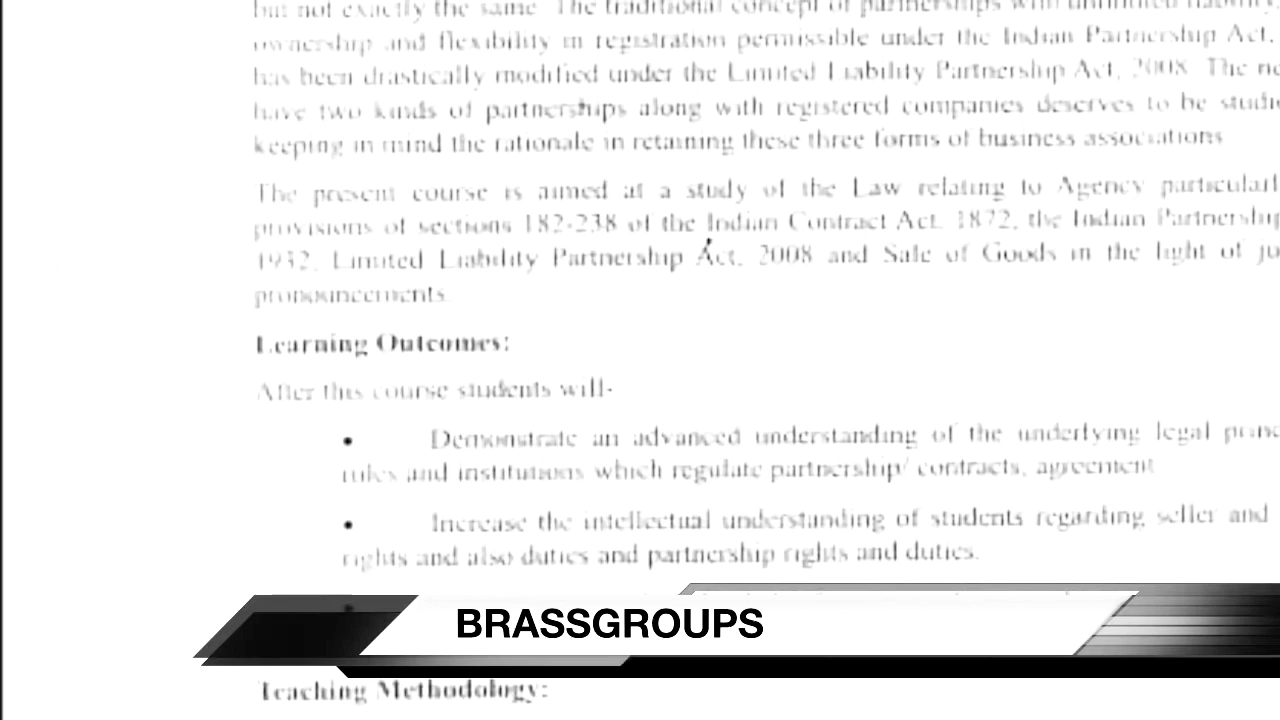 but not exactly the same. The traditional concept of partnerships with unlimited liability,
ownership and flexibility in registration permissible under the Indian Partnership Act,
has been drastically modified under the Limited Liability Partnership Act, 2008. The
have two kinds of partnerships along with registered companies deserves to be
keeping in mind the rationale in retaining these three forms of business associations
The present course is aimed at a study of the Law relating to Agency
provisions of sections 182-238 of the Indian Contract Act, 1872, the Indian Partnership
1932, Limited Liability Partnership Act, 2008 and Sale of Goods in the light of
pronouncements.
Learning Outcomes:
After this course students will-
• Demonstrate an advanced understanding of the underlying legal
rules and institutions which regulate partnership/ contracts, agreement
• Increase the intellectual understanding of students regarding seller and
rights and also duties and partnership rights and duties.
BRASSGROUPS
Teaching Methodology: